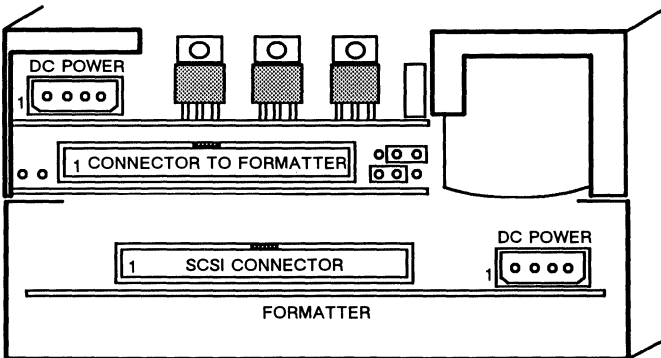 DC POWER
1
1 CONNECTOR TO FORMATTER
DC POWER
1 SCSI CONNECTOR
1
FORMATTER